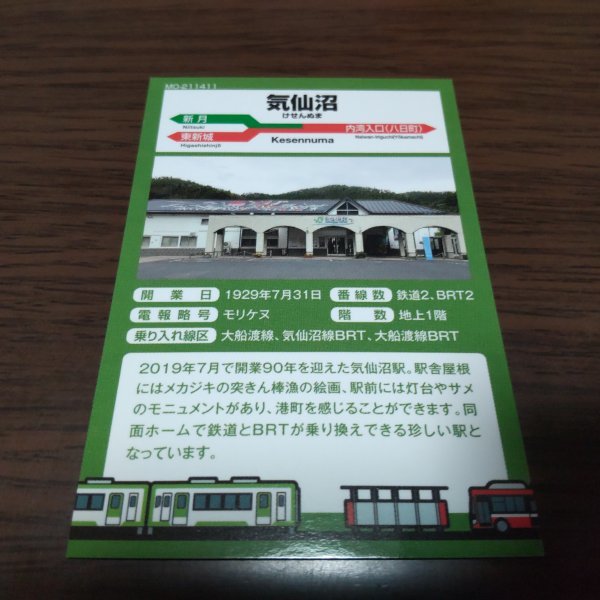 MO-211411
気仙沼
けせんぬま
新月
Niitsuki
東新城
Higashishinjō
Kesennuma
内湾入口(八日町)
Naiwan-Iriguchi(Yōkamachi)
開業日 1929年7月31日 番線数 鉄道2、BRT2
電報略号 モリケヌ 階数 地上1階
乗り入れ線区 大船渡線、気仙沼線BRT、大船渡線BRT
2019年7月で開業90年を迎えた気仙沼駅。駅舎屋根
にはメカジキの突きん棒漁の絵画、駅前には灯台やサメ
のモニュメントがあり、港町を感じることができます。同
面ホームで鉄道とBRTが乗り換えできる珍しい駅と
なっています。